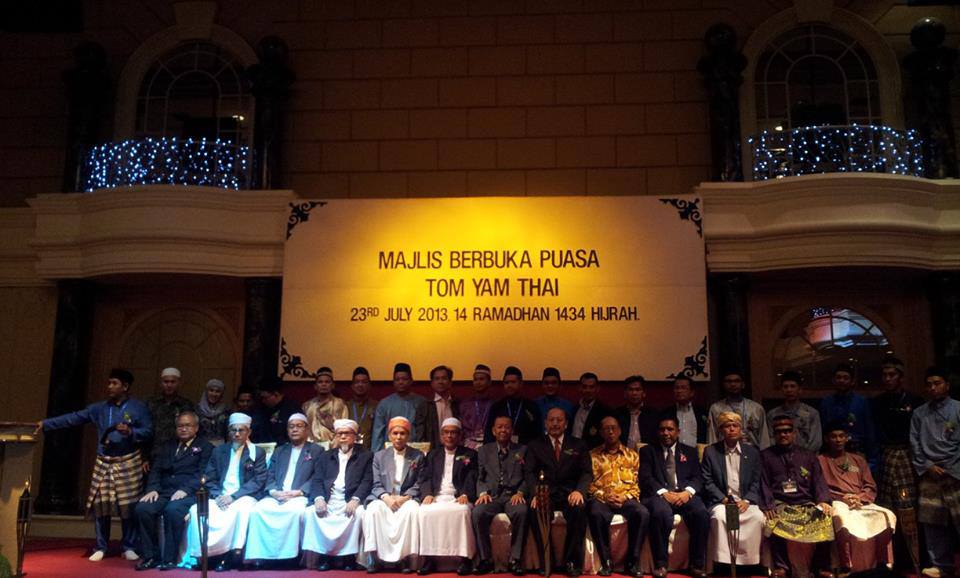 MAJLIS BERBUKA PUASA
TOM YAM THAI
23RD JULY 2013, 14 RAMADHAN 1434 HIJRAH.